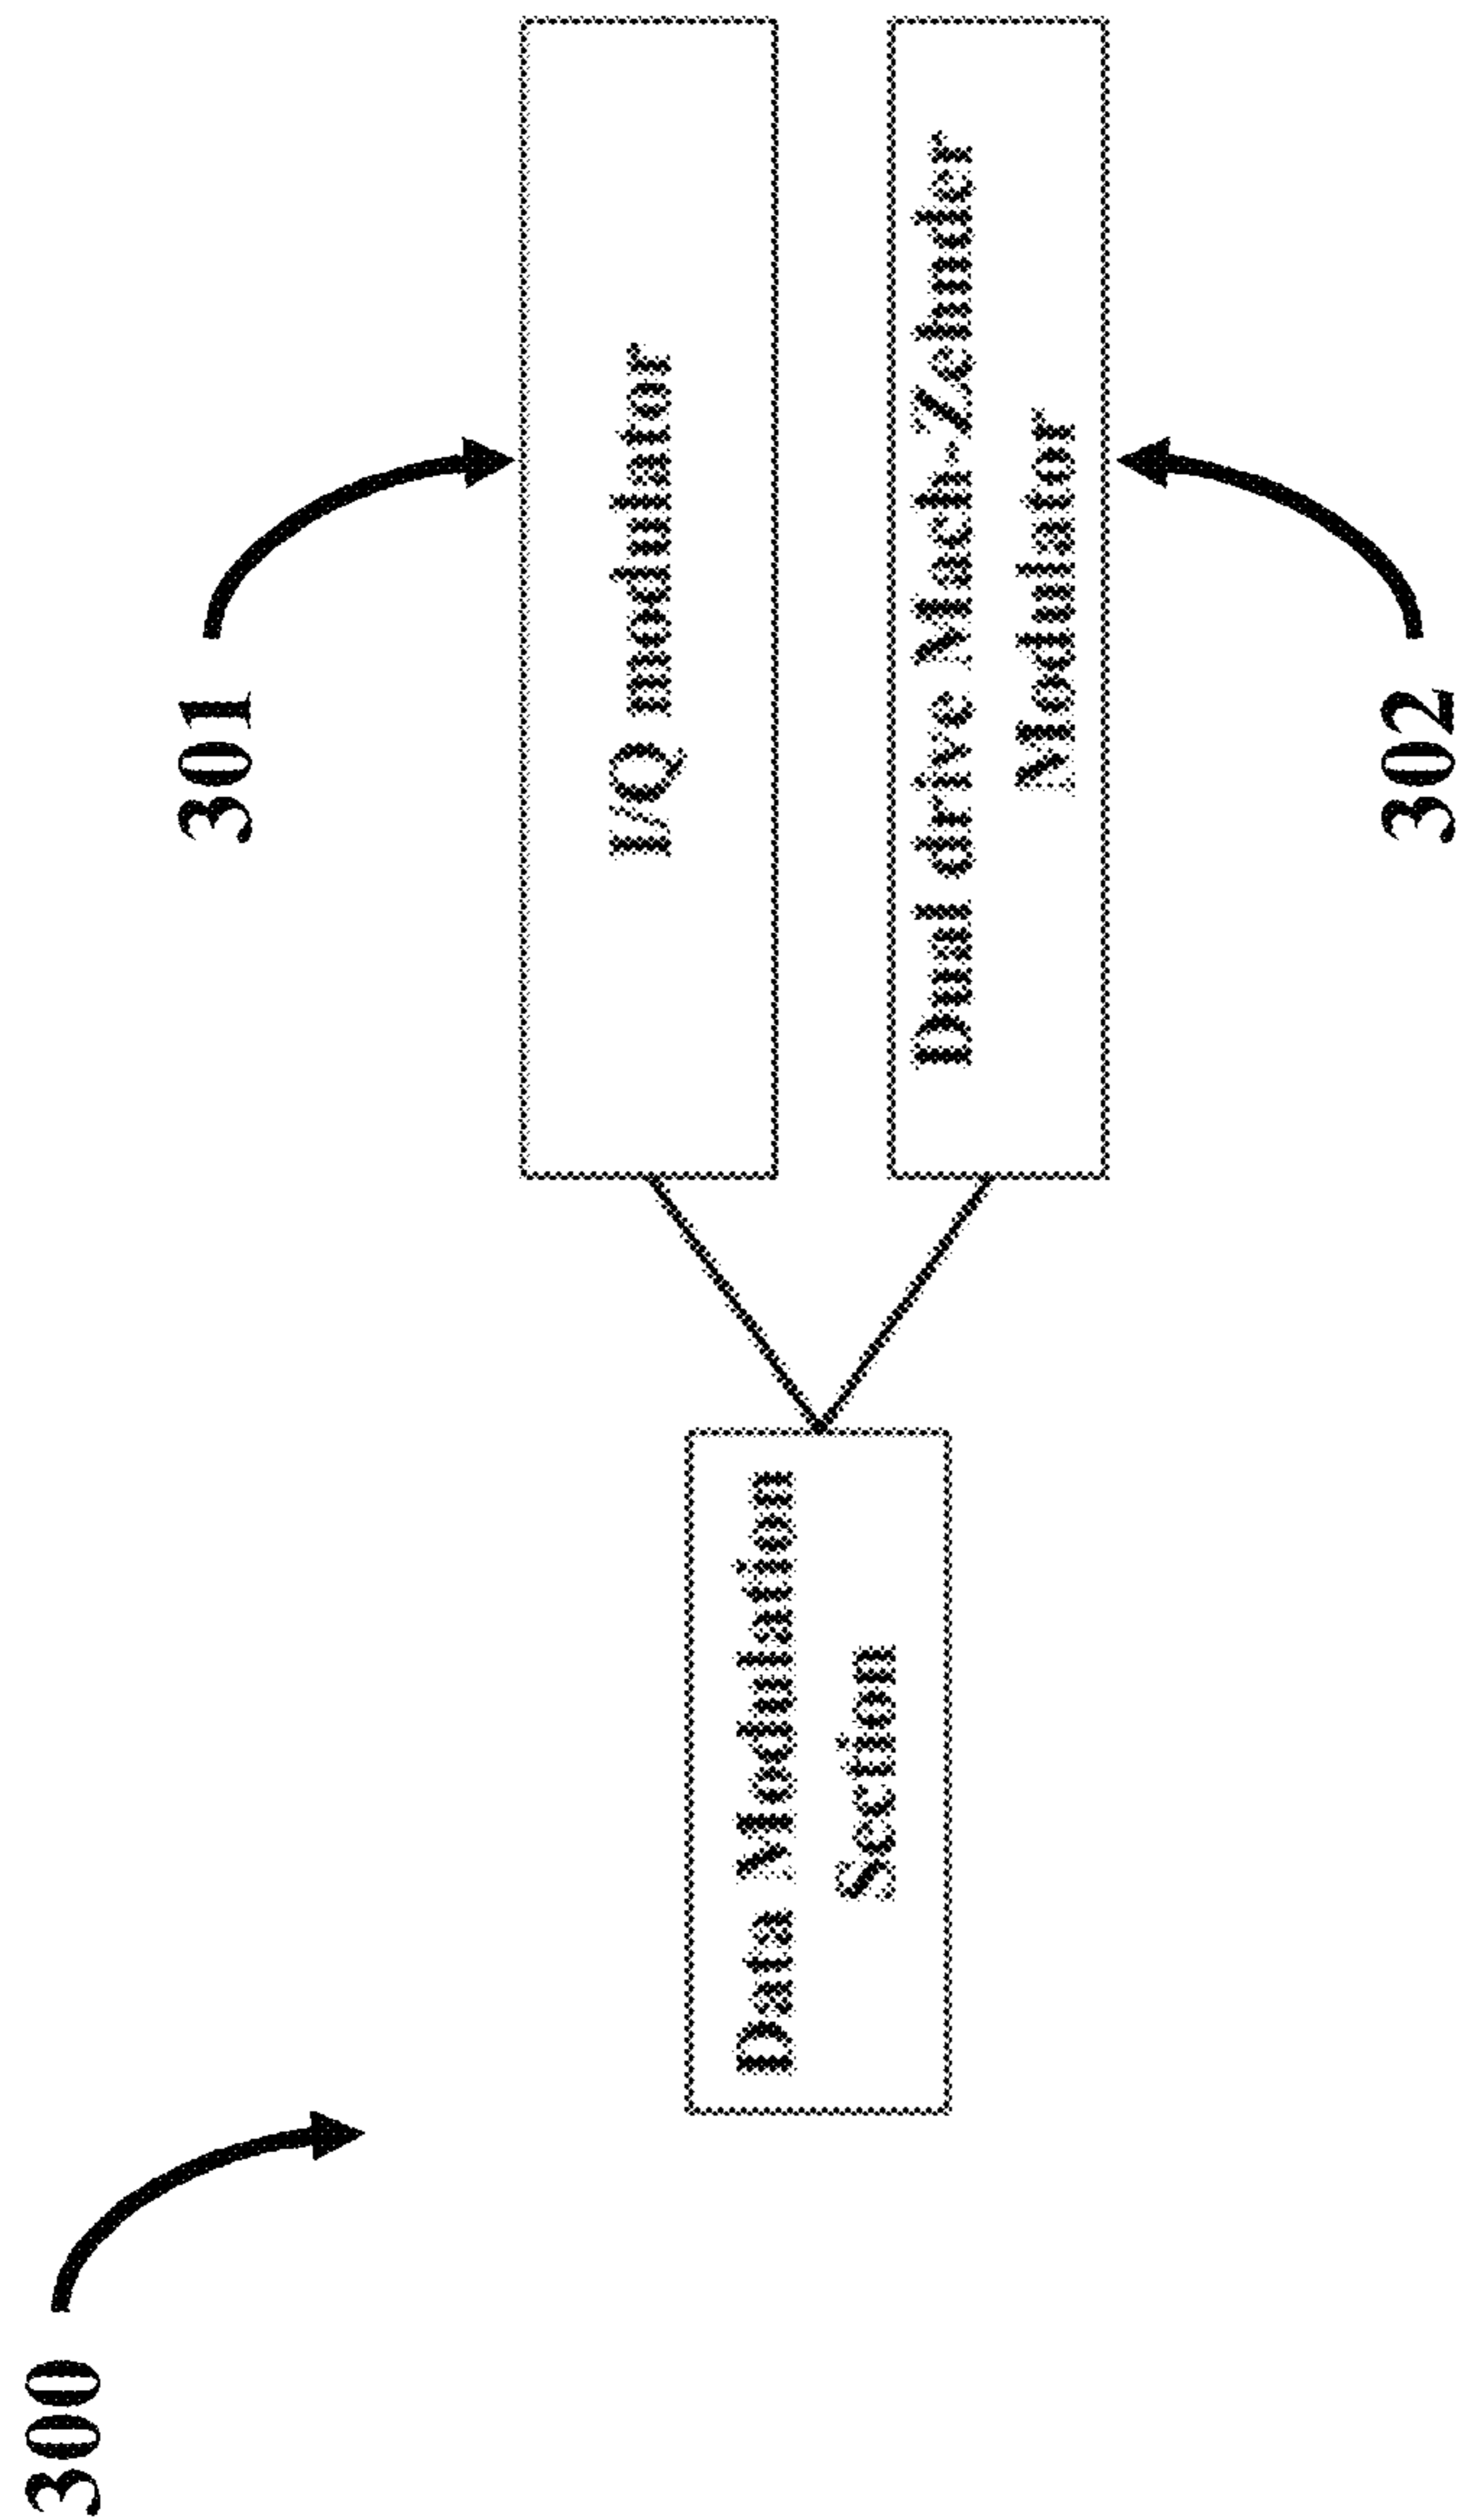 300
Data Modulation
Section
301
I/Q modulator
Dual drive Mach-Zehnder
Modulator
302